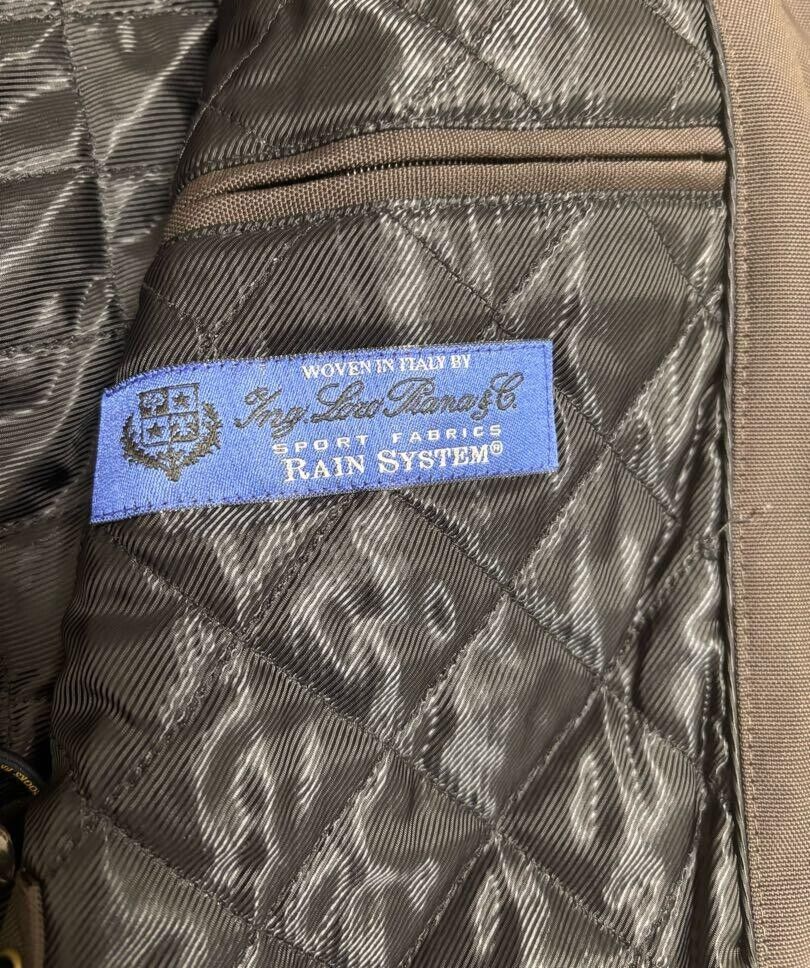 WOVEN IN ITALY BY
Ing. Loro Piana & C.
SPORT FABRICS
RAIN SYSTEM®